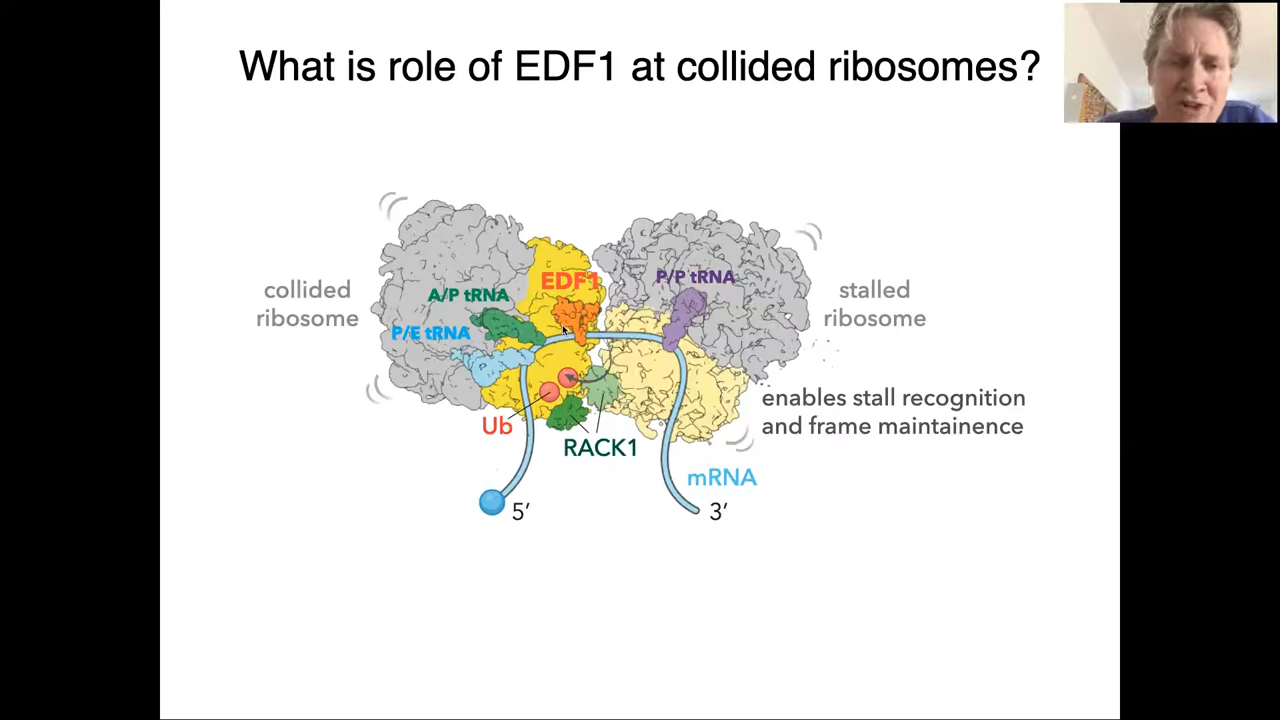 What is role of EDF1 at collided ribosomes?
collided
ribosome
A/P tRNA
P/E tRNA
EDF1
P/P tRNA
stalled
ribosome
enables stall recognition
and frame maintainence
Ub
RACK1
mRNA
5′
3′